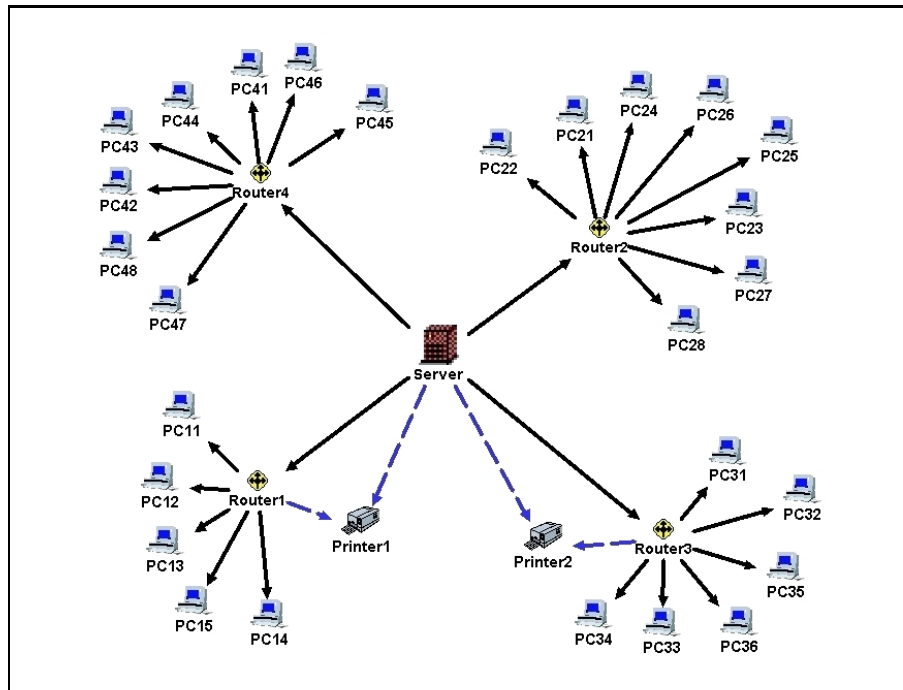 PC41
PC46
PC44
PC45
PC43
Router4
PC42
PC48
PC47
PC24
PC26
PC21
PC22
PC25
PC23
Router2
PC27
PC28
Server
PC11
PC12
Router1
PC13
Printer1
PC15
PC14
PC31
PC32
Router3
Printer2
PC35
PC34
PC33
PC36